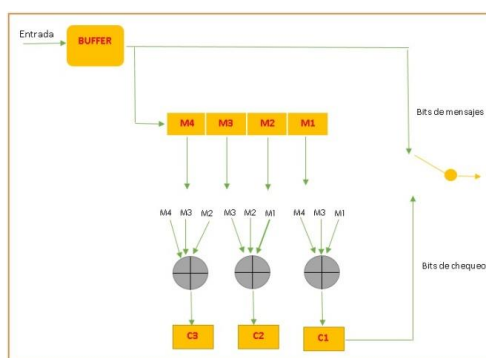 Entrada
BUFFER
Bits de mensajes
M4 M3 M2 M1
M4 M3 M2 M3 M2 M1 M4 M3 M1
Bits de chequeo
C3 C2 C1